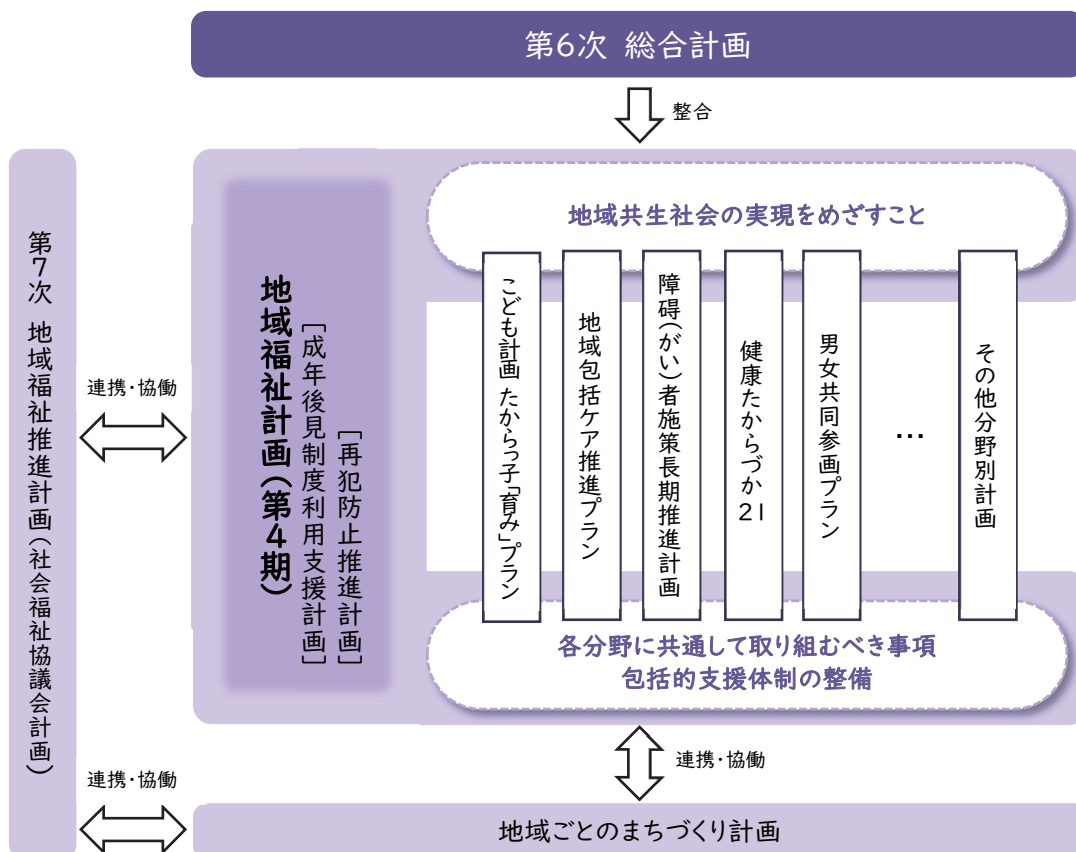 第6次 総合計画
整合
第7次 地域福祉推進計画(社会福祉協議会計画)
連携・協働
地域福祉計画(第4期)
[成年後見制度利用支援計画]
[再犯防止推進計画]
地域共生社会の実現をめざすこと
こども計画 たからっ子「育み」プラン
地域包括ケア推進プラン
障碍(がい)者施策長期推進計画
健康たからづか21
男女共同参画プラン
…
その他分野別計画
各分野に共通して取り組むべき事項
包括的支援体制の整備
連携・協働
連携・協働
地域ごとのまちづくり計画